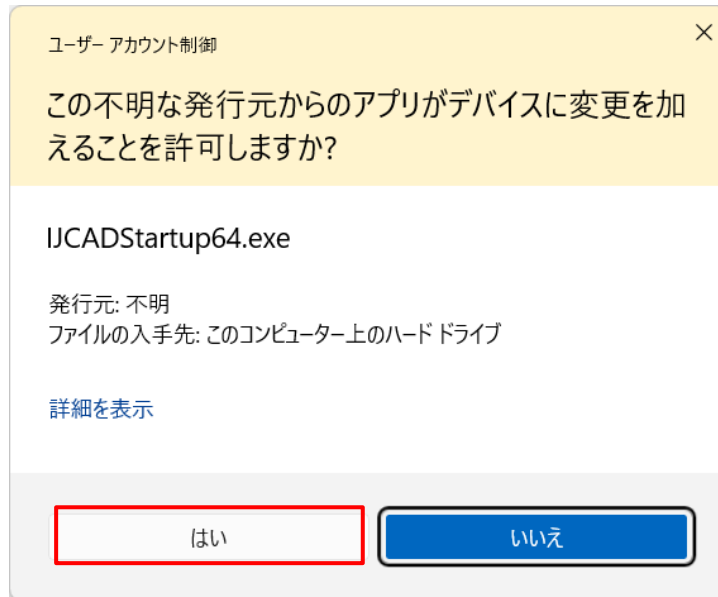 ユーザー アカウント制御
この不明な発行元からのアプリがデバイスに変更を加
えることを許可しますか?
IJCADStartup64.exe
発行元: 不明
ファイルの入手先: このコンピューター上のハード ドライブ
詳細を表示
はい
いいえ